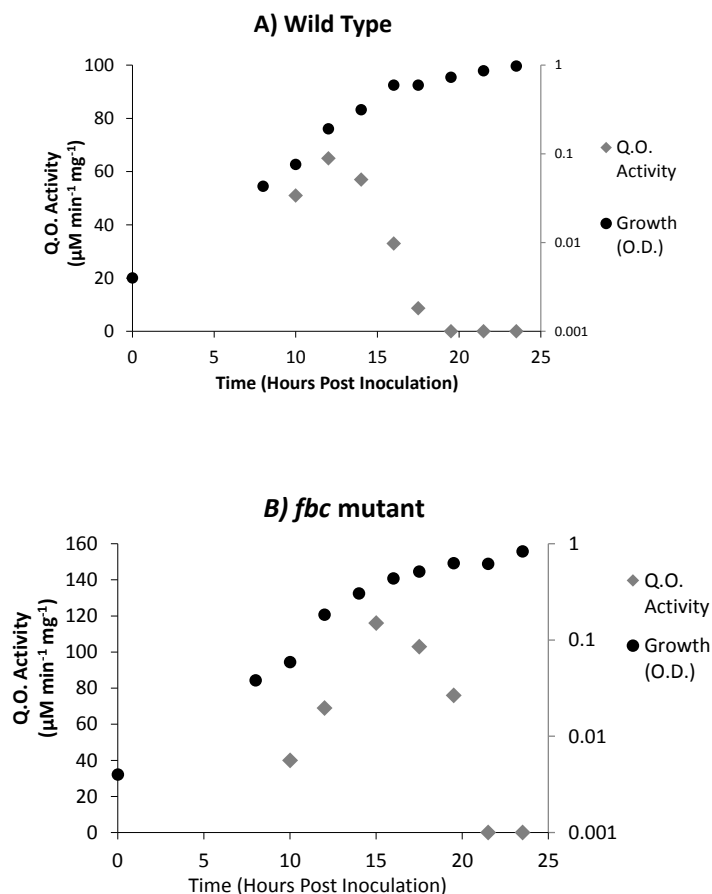 A) Wild Type
100
80
60
40
20
0
Q.O. Activity
(µM min⁻¹ mg⁻¹)
1
0.1
0.01
0.001
0 5 10 15 20 25
Time (Hours Post Inoculation)
Q.O.
Activity
Growth
(O.D.)
B) fbc mutant
160
140
120
100
80
60
40
20
0
Q.O. Activity
(µM min⁻¹ mg⁻¹)
1
0.1
0.01
0.001
0 5 10 15 20 25
Time (Hours Post Inoculation)
Q.O.
Activity
Growth
(O.D.)